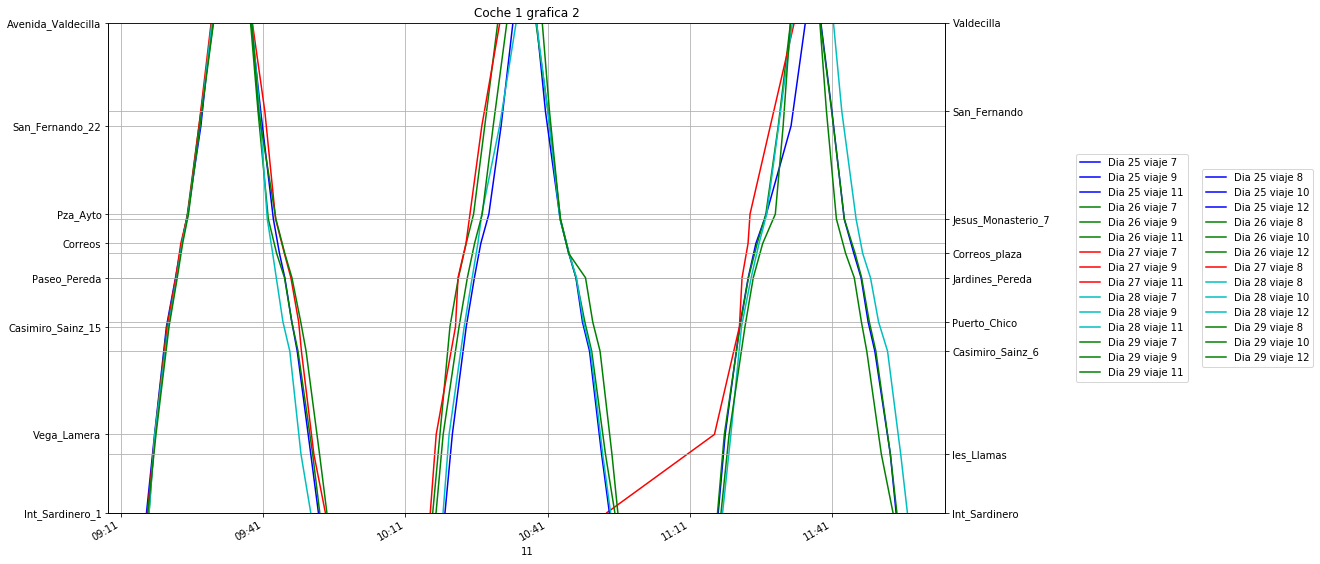 Coche 1 grafica 2
Avenida_Valdecilla
San_Fernando_22
Pza_Ayto
Correos
Paseo_Pereda
Casimiro_Sainz_15
Vega_Lamera
Int_Sardinero_1
Valdecilla
San_Fernando
Jesus_Monasterio_7
Correos_plaza
Jardines_Pereda
Puerto_Chico
Casimiro_Sainz_6
Ies_Llamas
Int_Sardinero
09:11
09:41
10:11
10:41
11:11
11:41
11
Dia 25 viaje 7
Dia 25 viaje 9
Dia 25 viaje 11
Dia 26 viaje 7
Dia 26 viaje 9
Dia 26 viaje 11
Dia 27 viaje 7
Dia 27 viaje 9
Dia 27 viaje 11
Dia 28 viaje 7
Dia 28 viaje 9
Dia 28 viaje 11
Dia 29 viaje 7
Dia 29 viaje 9
Dia 29 viaje 11
Dia 25 viaje 8
Dia 25 viaje 10
Dia 25 viaje 12
Dia 26 viaje 8
Dia 26 viaje 10
Dia 26 viaje 12
Dia 27 viaje 8
Dia 28 viaje 8
Dia 28 viaje 10
Dia 28 viaje 12
Dia 29 viaje 8
Dia 29 viaje 10
Dia 29 viaje 12